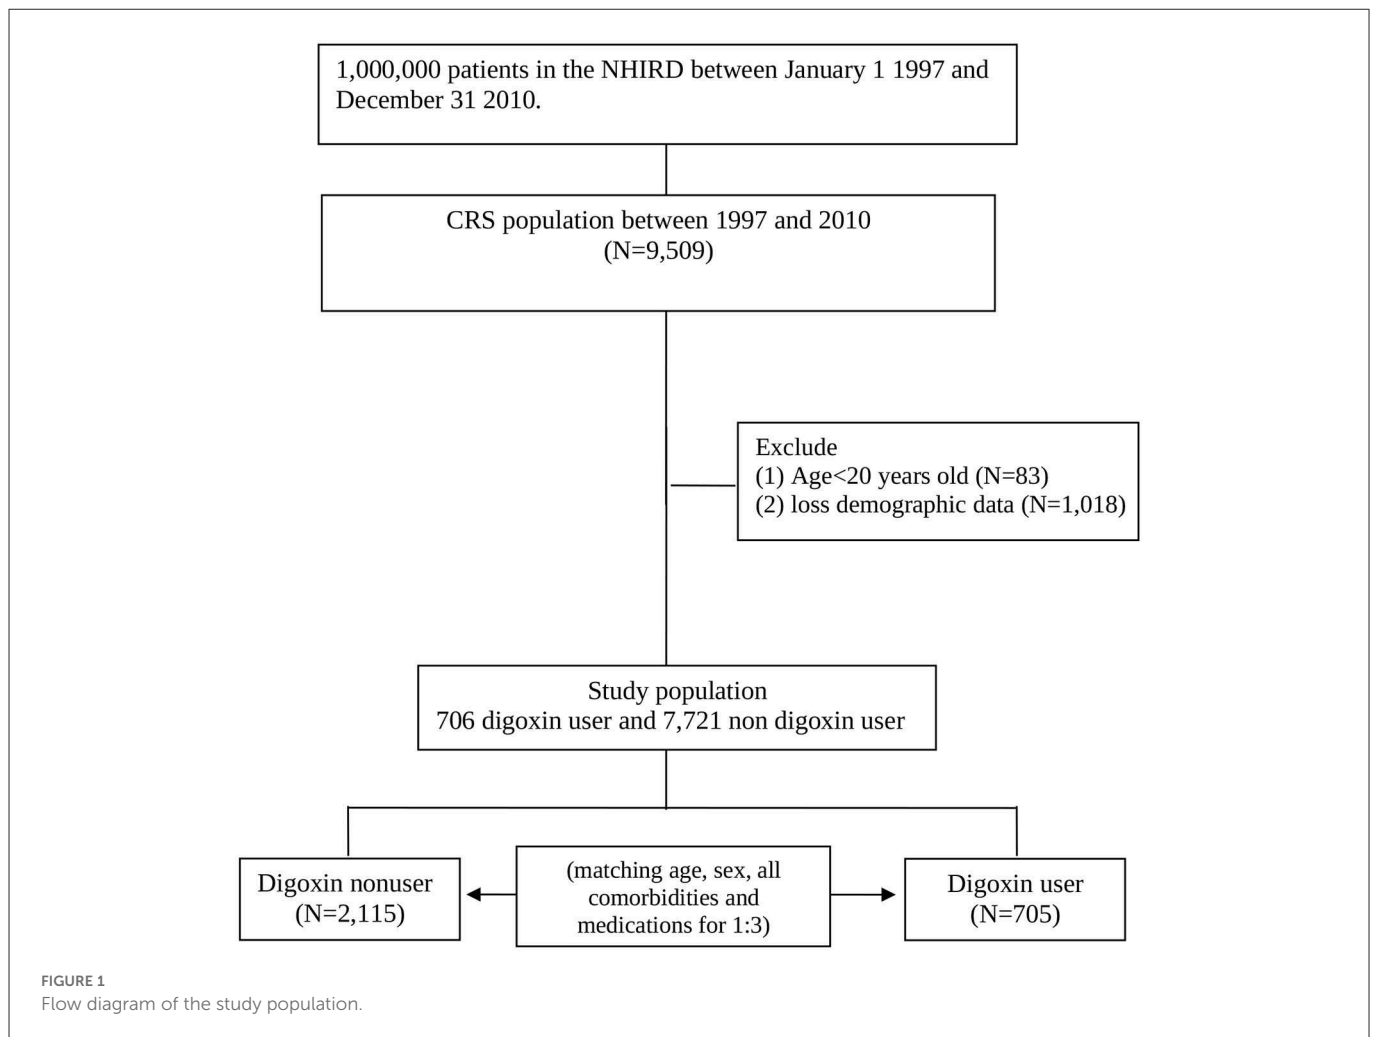 1,000,000 patients in the NHIRD between January 1 1997 and
December 31 2010.
CRS population between 1997 and 2010
(N=9,509)
Exclude
(1) Age<20 years old (N=83)
(2) loss demographic data (N=1,018)
Study population
706 digoxin user and 7,721 non digoxin user
Digoxin nonuser
(N=2,115)
(matching age, sex, all
comorbidities and
medications for 1:3)
Digoxin user
(N=705)
FIGURE 1
Flow diagram of the study population.